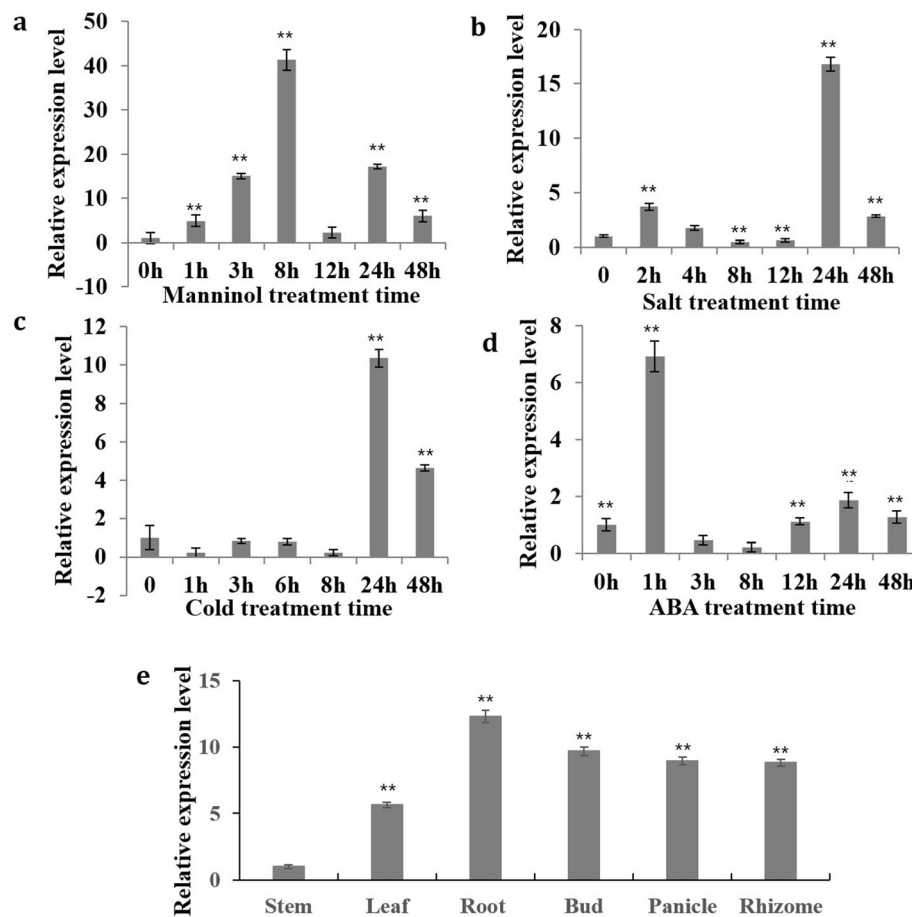 a
Relative expression level
50
40
30
20
10
0
-10
**
**
**
**
**
0h 1h 3h 8h 12h 24h 48h
Manninol treatment time
b
Relative expression level
20
15
10
5
0
**
**
**
**
**
0 2h 4h 8h 12h 24h 48h
Salt treatment time
c
Relative expression level
12
10
8
6
4
2
0
-2
**
**
0 1h 3h 6h 8h 24h 48h
Cold treatment time
d
Relative expression level
8
6
4
2
0
**
**
**
**
**
0h 1h 3h 8h 12h 24h 48h
ABA treatment time
e
Relative expression level
15
10
5
0
**
**
**
**
**
Stem Leaf Root Bud Panicle Rhizome